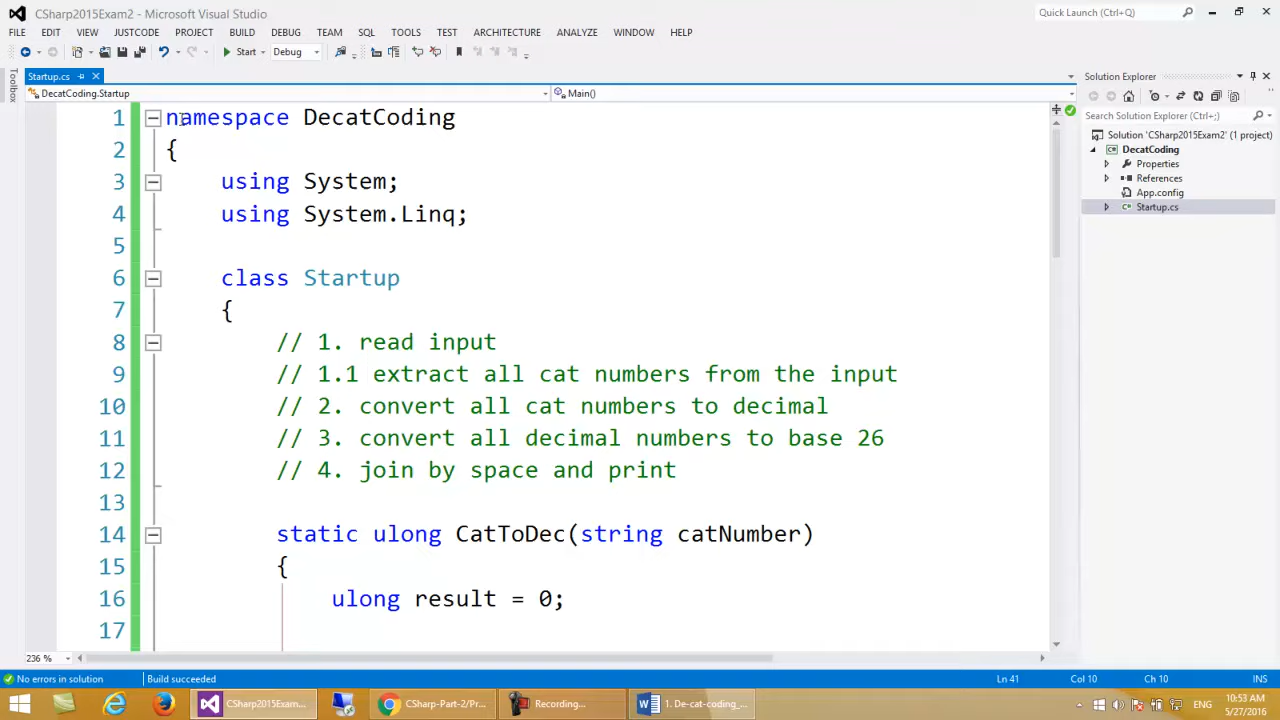 CSharp2015Exam2 - Microsoft Visual Studio
Quick Launch (Ctrl+Q)
FILE EDIT VIEW JUSTCODE PROJECT BUILD DEBUG TEAM SQL TOOLS TEST ARCHITECTURE ANALYZE WINDOW HELP
Start Debug
Toolbox
Startup.cs
DecatCoding.Startup
Main()
1 namespace DecatCoding
2 {
3 using System;
4 using System.Linq;
5
6 class Startup
7 {
8 // 1. read input
9 // 1.1 extract all cat numbers from the input
10 // 2. convert all cat numbers to decimal
11 // 3. convert all decimal numbers to base 26
12 // 4. join by space and print
13
14 static ulong CatToDec(string catNumber)
15 {
16 ulong result = 0;
17
236 %
Solution Explorer
Search Solution Explorer (Ctrl+;)
Solution 'CSharp2015Exam2' (1 project)
DecatCoding
Properties
References
App.config
Startup.cs
No errors in solution Build succeeded Ln 41 Col 10 Ch 10 INS
CSharp2015Exam...
CSharp-Part-2/Pr...
Recording...
1. De-cat-coding_...
ENG
10:53 AM
5/27/2016